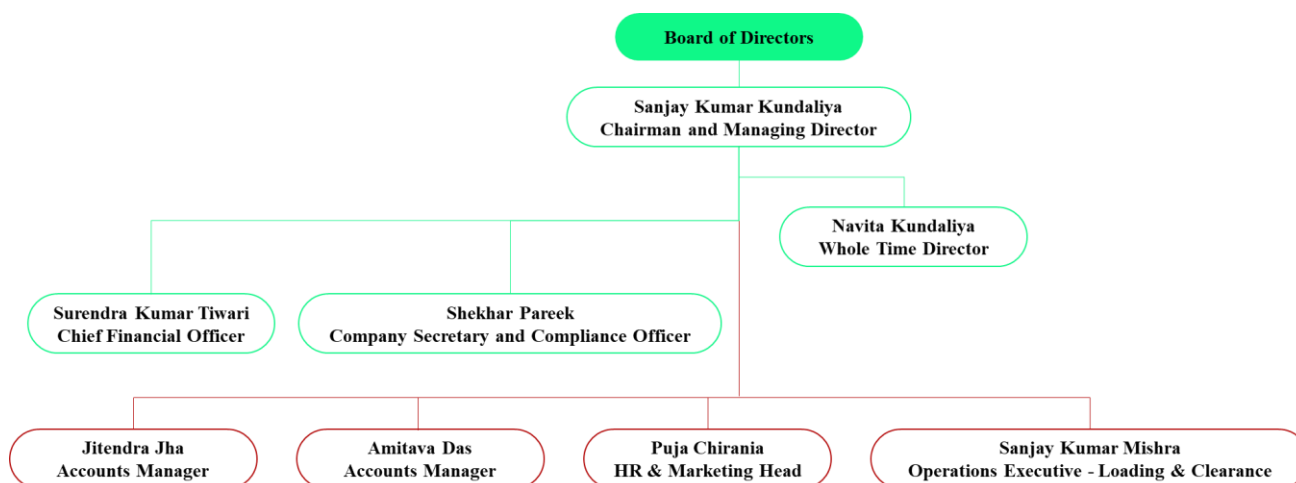 Board of Directors
Sanjay Kumar Kundaliya
Chairman and Managing Director
Navita Kundaliya
Whole Time Director
Surendra Kumar Tiwari
Chief Financial Officer
Shekhar Pareek
Company Secretary and Compliance Officer
Jitendra Jha
Accounts Manager
Amitava Das
Accounts Manager
Puja Chirania
HR & Marketing Head
Sanjay Kumar Mishra
Operations Executive - Loading & Clearance